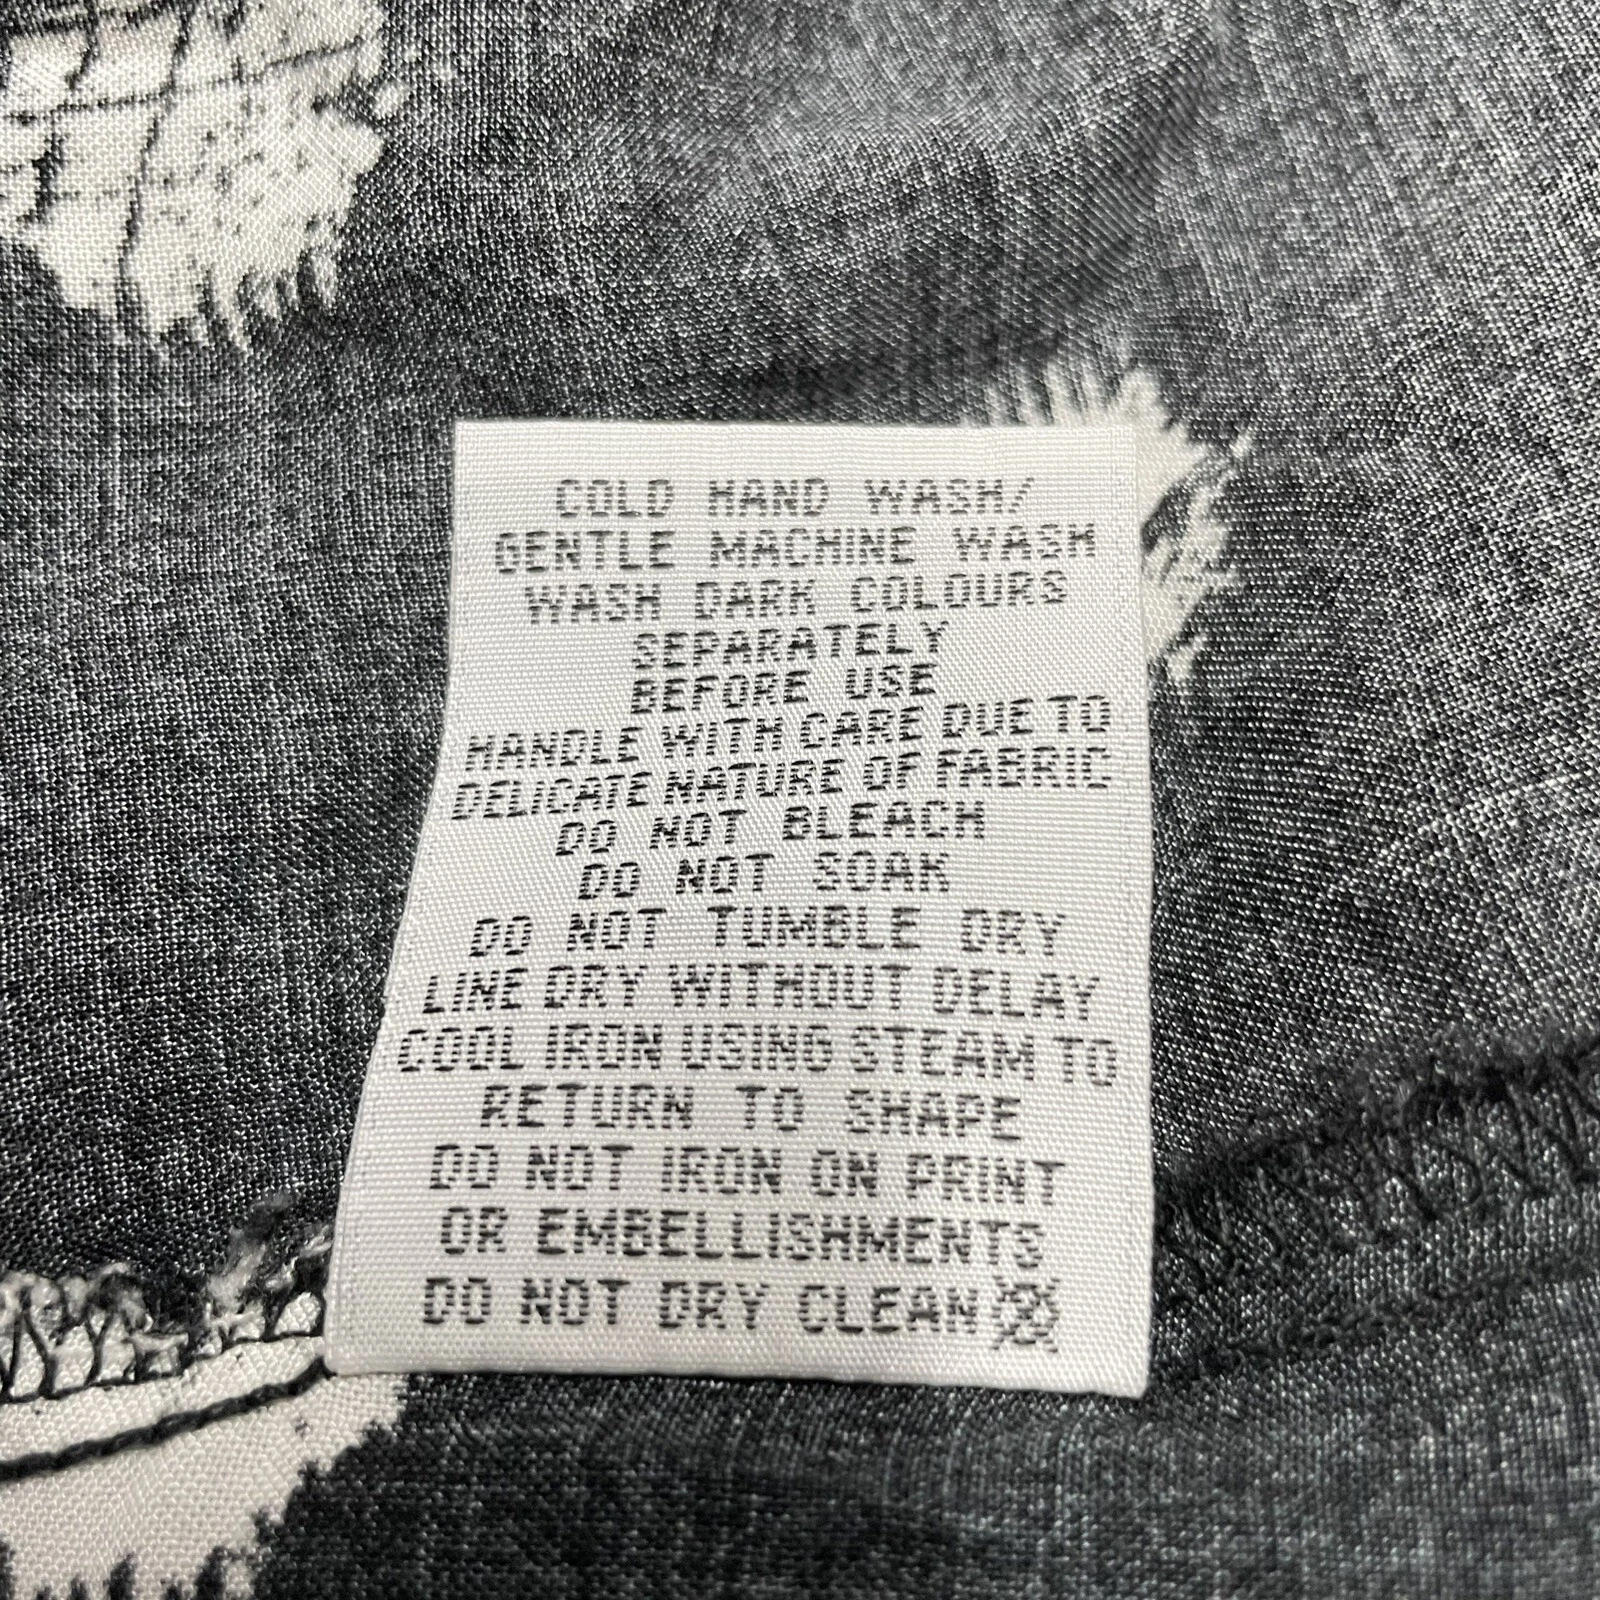 COLD HAND WASH/
GENTLE MACHINE WASH
WASH DARK COLOURS
SEPARATELY
BEFORE USE
HANDLE WITH CARE DUE TO
DELICATE NATURE OF FABRIC
DO NOT BLEACH
DO NOT SOAK
DO NOT TUMBLE DRY
LINE DRY WITHOUT DELAY
COOL IRON USING STEAM TO
RETURN TO SHAPE
DO NOT IRON ON PRINT
OR EMBELLISHMENTS
DO NOT DRY CLEAN